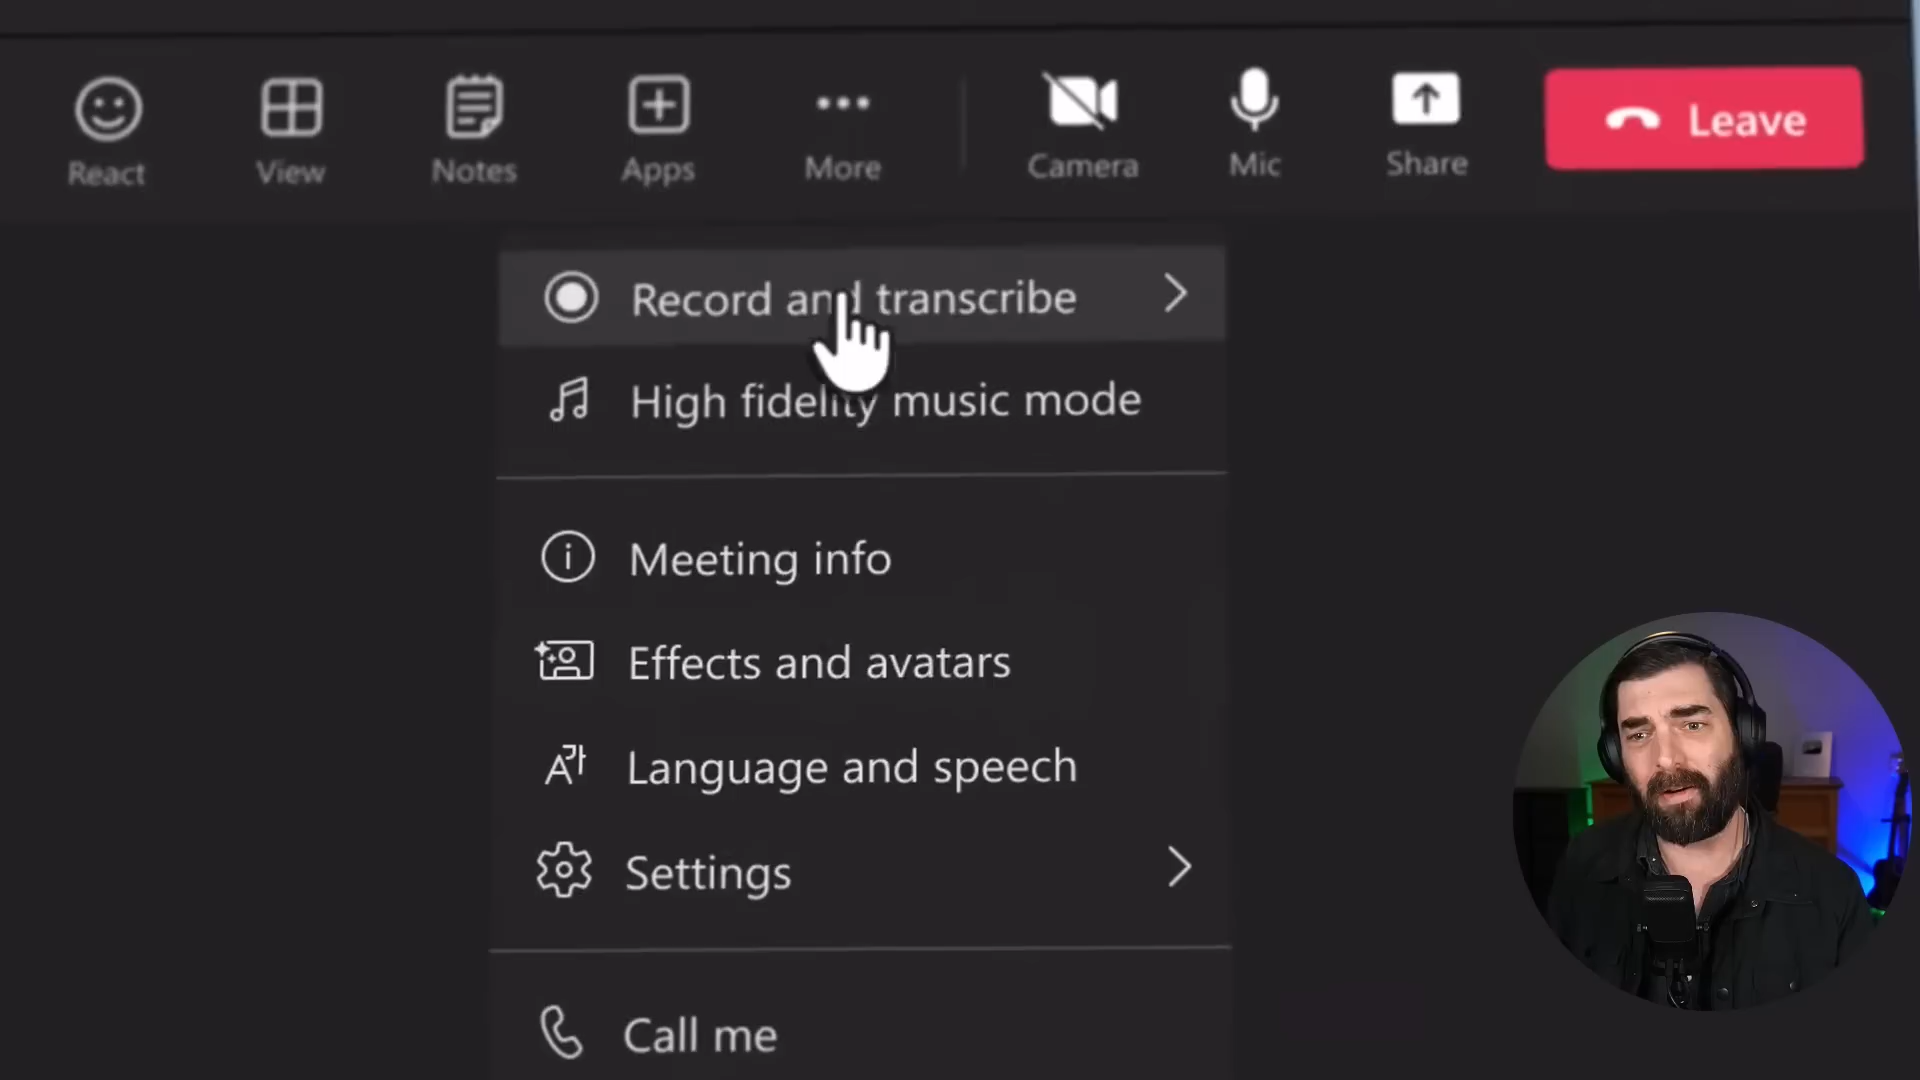 React View Notes Apps More Camera Mic Share Leave
Record and transcribe
High fidelity music mode
Meeting info
Effects and avatars
Language and speech
Settings
Call me